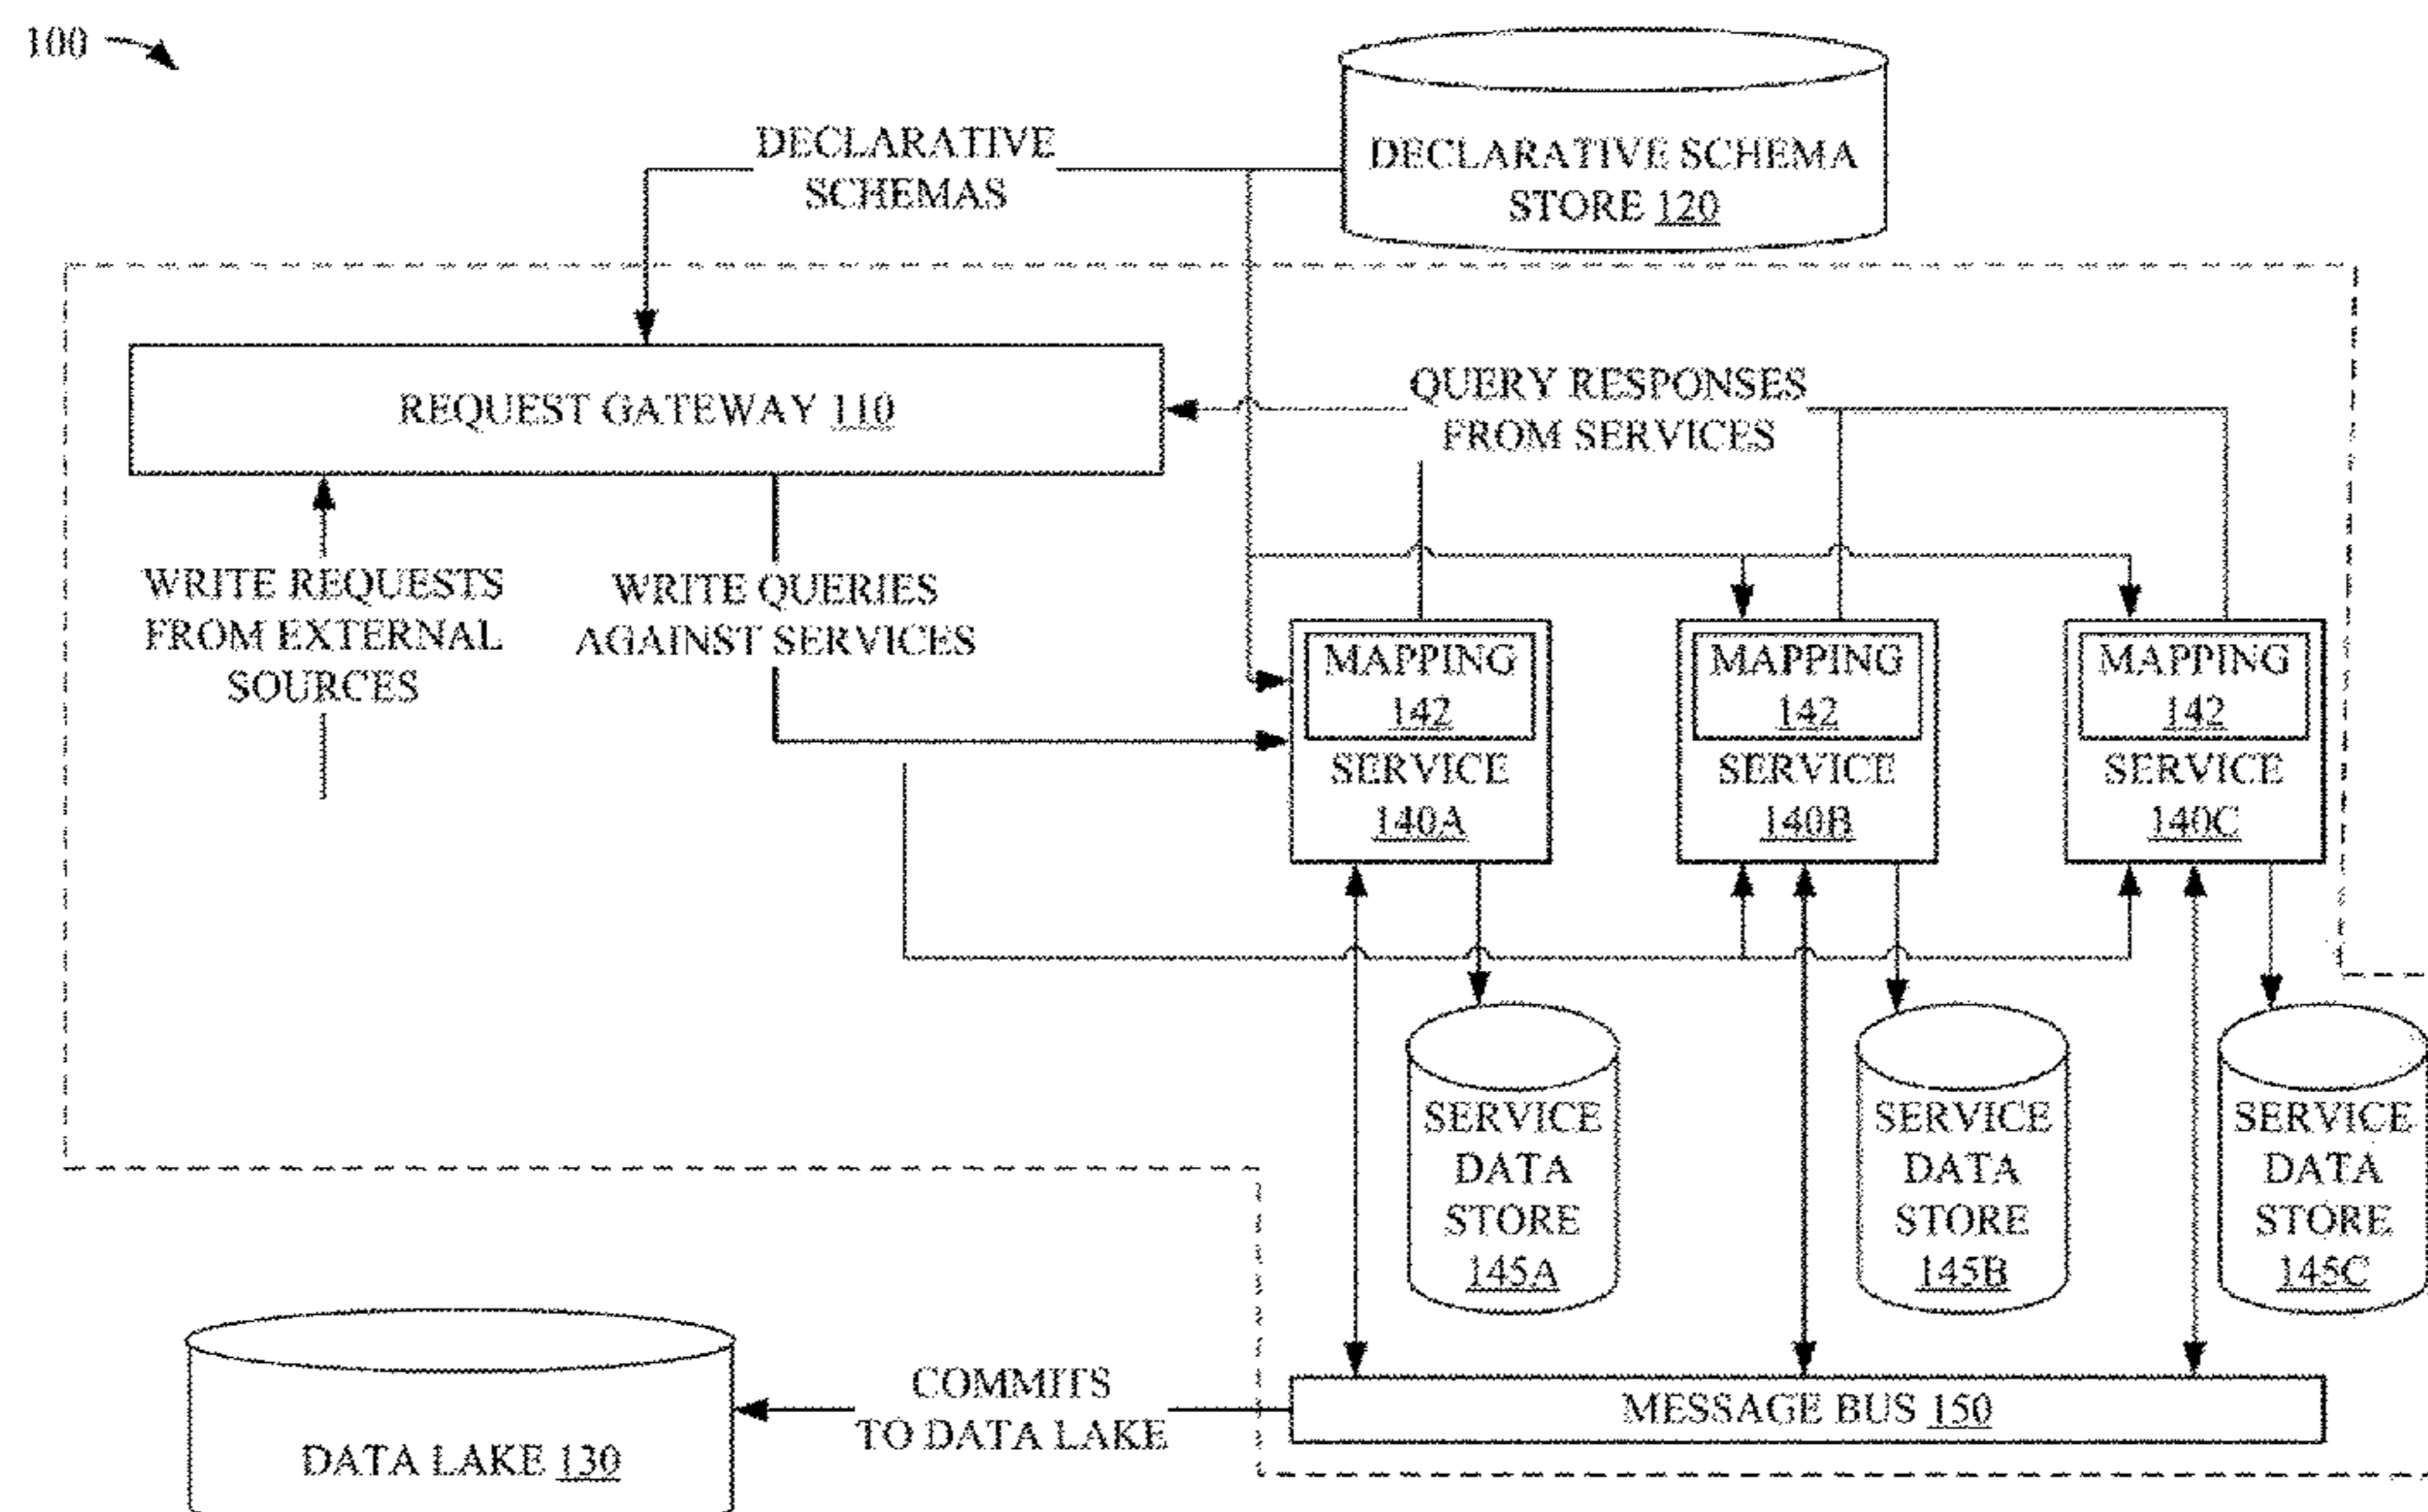 100
DECLARATIVE
SCHEMAS
DECLARATIVE SCHEMA
STORE 120
REQUEST GATEWAY 110
QUERY RESPONSES
FROM SERVICES
WRITE REQUESTS
FROM EXTERNAL
SOURCES
WRITE QUERIES
AGAINST SERVICES
MAPPING
142
SERVICE
140A
MAPPING
142
SERVICE
140B
MAPPING
142
SERVICE
140C
SERVICE
DATA
STORE
145A
SERVICE
DATA
STORE
145B
SERVICE
DATA
STORE
145C
COMMITS
TO DATA LAKE
MESSAGE BUS 150
DATA LAKE 130